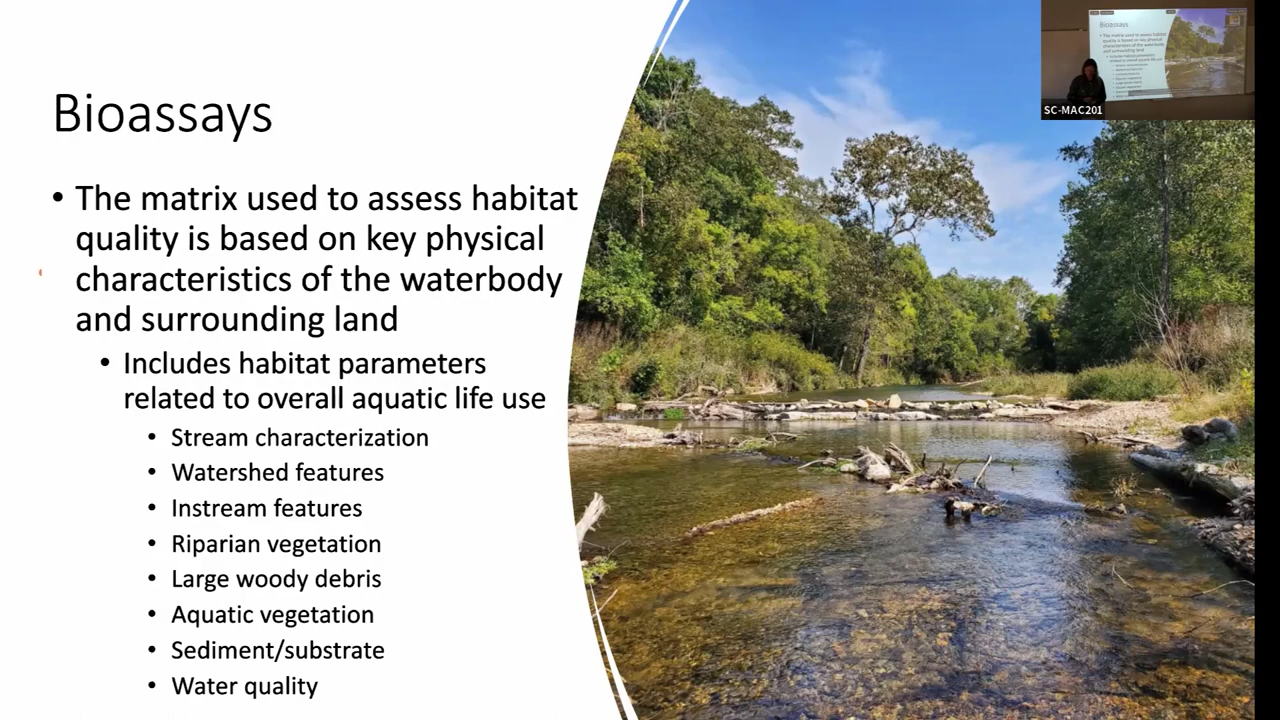 Bioassays
• The matrix used to assess habitat
quality is based on key physical
characteristics of the waterbody
and surrounding land
• Includes habitat parameters
related to overall aquatic life use
• Stream characterization
• Watershed features
• Instream features
• Riparian vegetation
• Large woody debris
• Aquatic vegetation
• Sediment/substrate
• Water quality
SC-MAC201
Bioassays